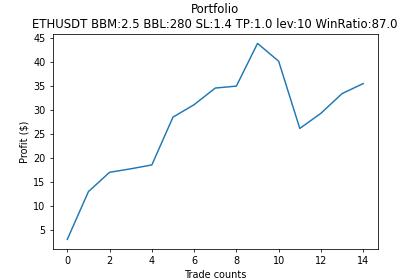 Portfolio
ETHUSDT BBM:2.5 BBL:280 SL:1.4 TP:1.0 lev:10 WinRatio:87.0
45
40
35
30
25
20
15
10
5
Profit ($)
0 2 4 6 8 10 12 14
Trade counts